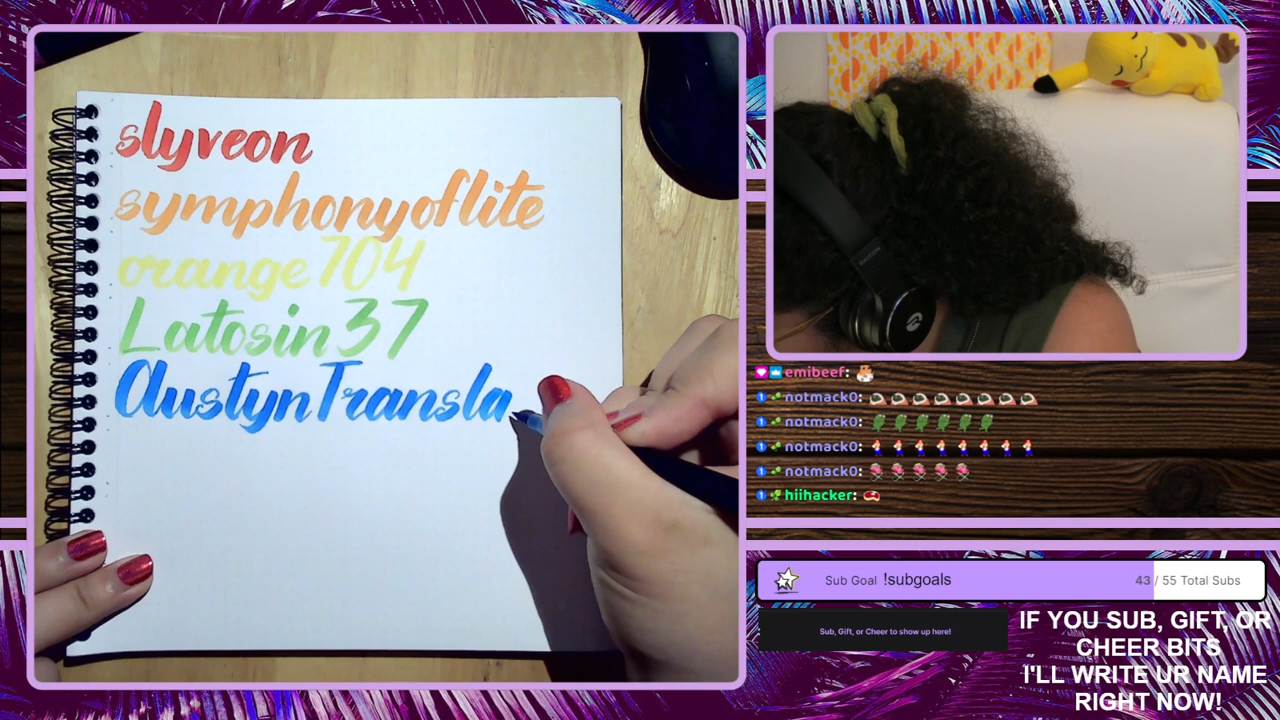 slyveon
symphonyoflite
orange704
Latosin37
AustynTransla
emibeef:
notmack0:
notmack0:
notmack0:
notmack0:
hiihacker:
Sub Goal !subgoals 43 / 55 Total Subs
Sub, Gift, or Cheer to show up here!
IF YOU SUB, GIFT, OR
CHEER BITS
I'LL WRITE UR NAME
RIGHT NOW!